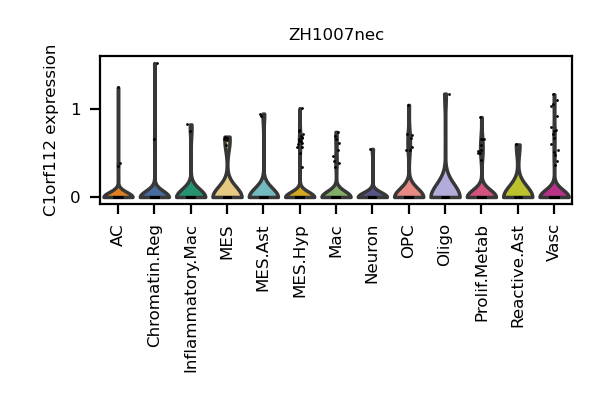 ZH1007nec
C1orf112 expression
1
0
AC
Chromatin.Reg
Inflammatory.Mac
MES
MES.Ast
MES.Hyp
Mac
Neuron
OPC
Oligo
Prolif.Metab
Reactive.Ast
Vasc